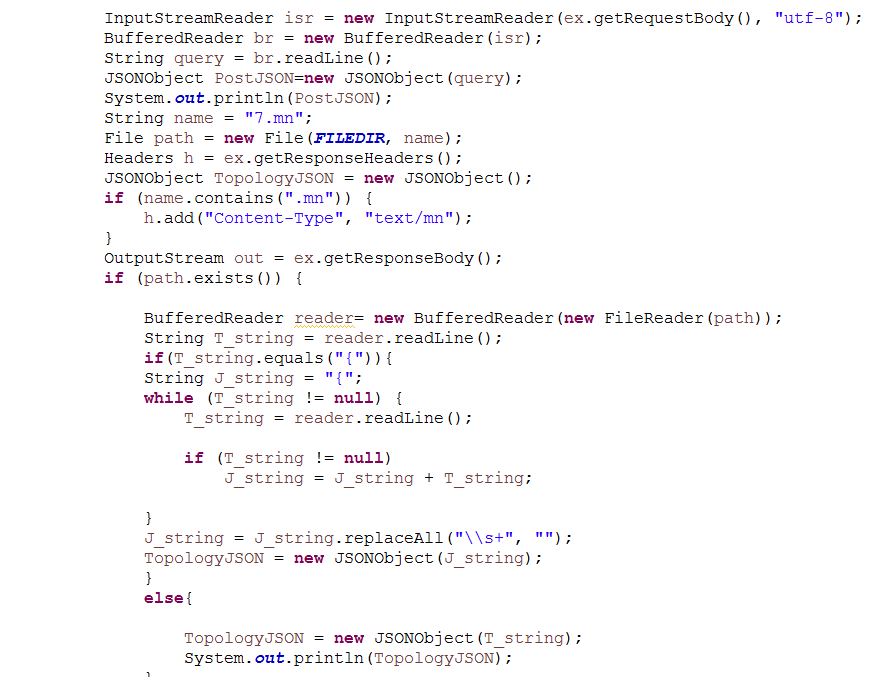 InputStreamReader isr = new InputStreamReader(ex.getRequestBody(), "utf-8");
BufferedReader br = new BufferedReader(isr);
String query = br.readLine();
JSONObject PostJSON=new JSONObject(query);
System.out.println(PostJSON);
String name = "7.mn";
File path = new File(FILEDIR, name);
Headers h = ex.getResponseHeaders();
JSONObject TopologyJSON = new JSONObject();
if (name.contains(".mn")) {
    h.add("Content-Type", "text/mn");
}
OutputStream out = ex.getResponseBody();
if (path.exists()) {
    BufferedReader reader= new BufferedReader(new FileReader(path));
    String T_string = reader.readLine();
    if(T_string.equals("{")){
    String J_string = "{";
    while (T_string != null) {
        T_string = reader.readLine();
        if (T_string != null)
            J_string = J_string + T_string;
    }
    J_string = J_string.replaceAll("\\s+", "");
    TopologyJSON = new JSONObject(J_string);
    }
    else{
        TopologyJSON = new JSONObject(T_string);
        System.out.println(TopologyJSON);
    }